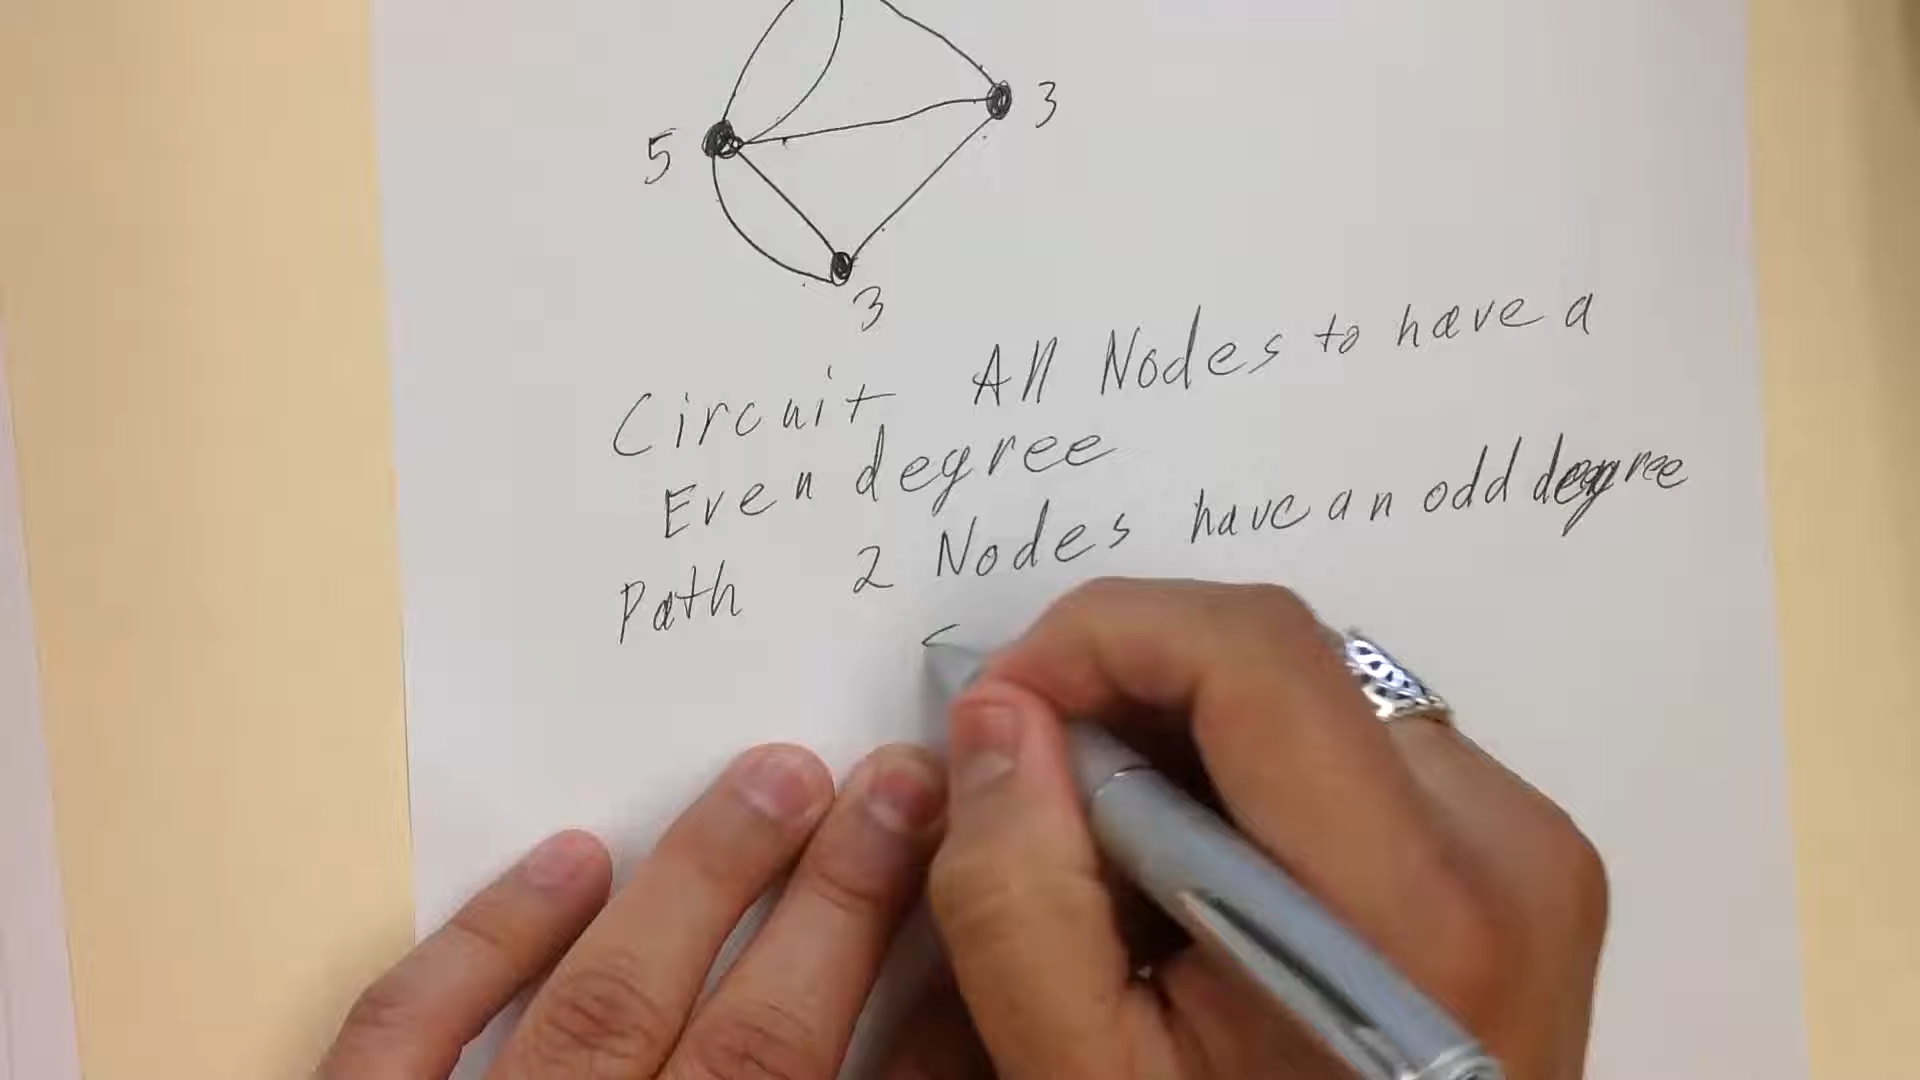 3
5
3
Circuit All Nodes to have a
Even degree
Path 2 Nodes have an odd degree